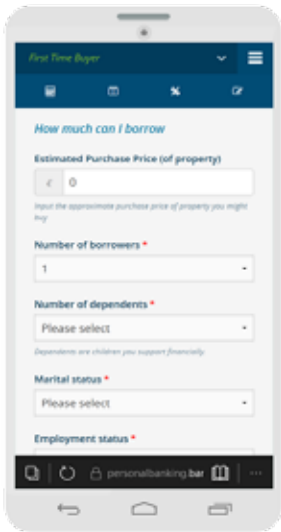 First Time Buyer
How much can I borrow
Estimated Purchase Price (of property)
€ 0
Input the approximate purchase price of property you might
buy
Number of borrowers *
1
Number of dependents *
Please select
Dependents are children you support financially
Marital status *
Please select
Employment status *
personalbanking.bar